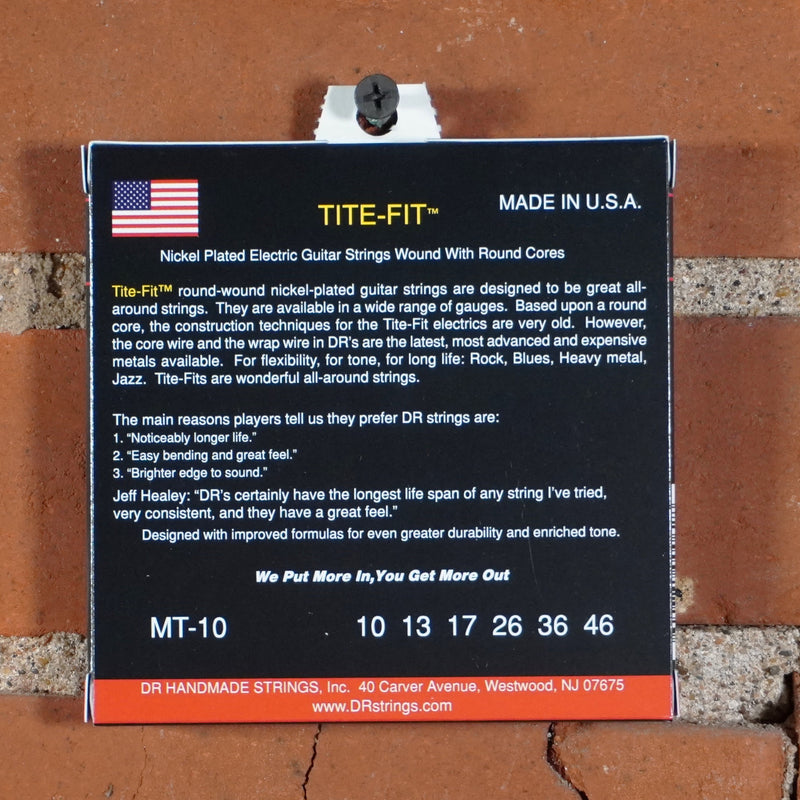 TITE-FIT™
MADE IN U.S.A.
Nickel Plated Electric Guitar Strings Wound With Round Cores
Tite-Fit™ round-wound nickel-plated guitar strings are designed to be great all-
around strings. They are available in a wide range of gauges. Based upon a round
core, the construction techniques for the Tite-Fit electrics are very old. However,
the core wire and the wrap wire in DR's are the latest, most advanced and expensive
metals available. For flexibility, for tone, for long life: Rock, Blues, Heavy metal,
Jazz. Tite-Fits are wonderful all-around strings.
The main reasons players tell us they prefer DR strings are:
1. “Noticeably longer life.”
2. “Easy bending and great feel.”
3. “Brighter edge to sound.”
Jeff Healey: “DR's certainly have the longest life span of any string I've tried,
very consistent, and they have a great feel.”
Designed with improved formulas for even greater durability and enriched tone.
We Put More In,You Get More Out
MT-10 10 13 17 26 36 46
DR HANDMADE STRINGS, Inc. 40 Carver Avenue, Westwood, NJ 07675
www.DRstrings.com